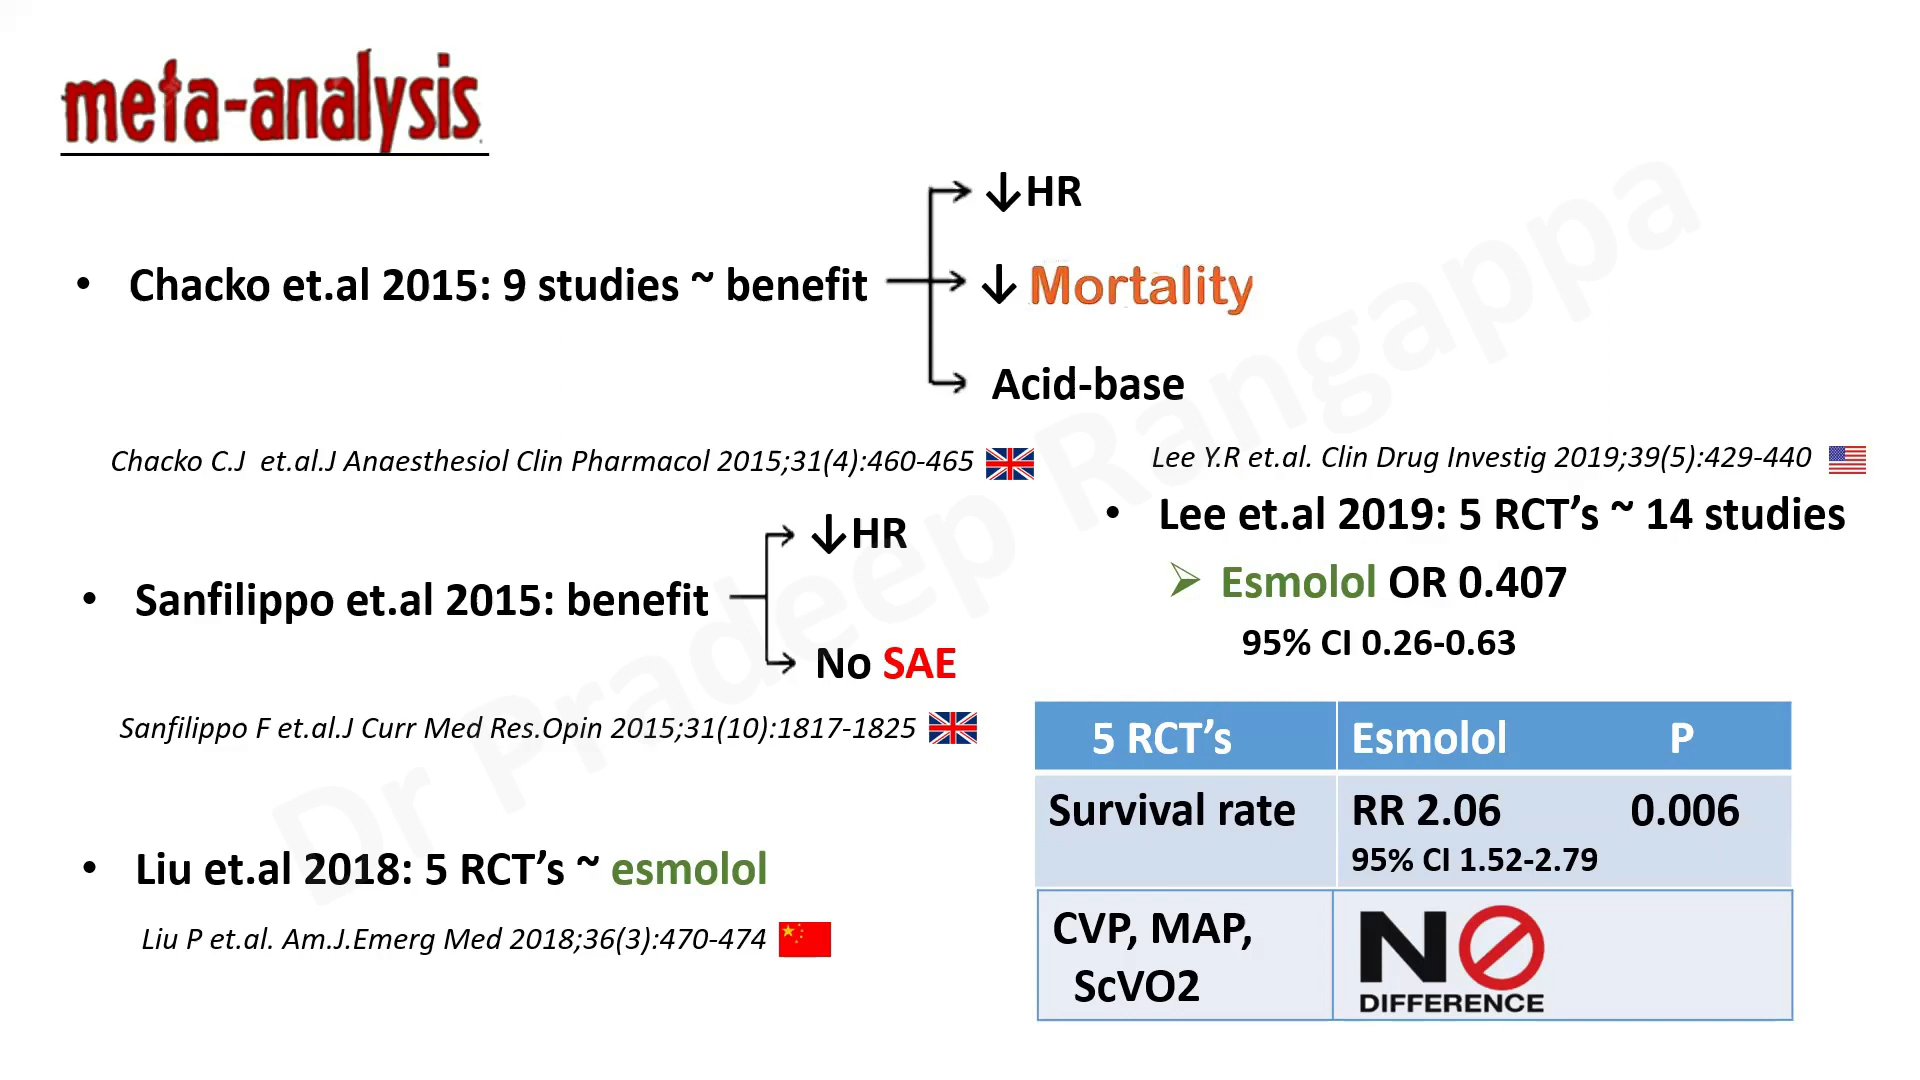 meta-analysis
↓HR
• Chacko et.al 2015: 9 studies ~ benefit
↓ Mortality
Acid-base
Chacko C.J et.al.J Anaesthesiol Clin Pharmacol 2015;31(4):460-465
↓HR
• Sanfilippo et.al 2015: benefit
No SAE
Sanfilippo F et.al.J Curr Med Res.Opin 2015;31(10):1817-1825
• Liu et.al 2018: 5 RCT’s ~ esmolol
Liu P et.al. Am.J.Emerg Med 2018;36(3):470-474
Lee Y.R et.al. Clin Drug Investig 2019;39(5):429-440
• Lee et.al 2019: 5 RCT’s ~ 14 studies
➢ Esmolol OR 0.407
95% CI 0.26-0.63
5 RCT’s Esmolol P
Survival rate RR 2.06 0.006
95% CI 1.52-2.79
CVP, MAP,
ScVO2
NO
DIFFERENCE
Dr Pradeep Rangappa